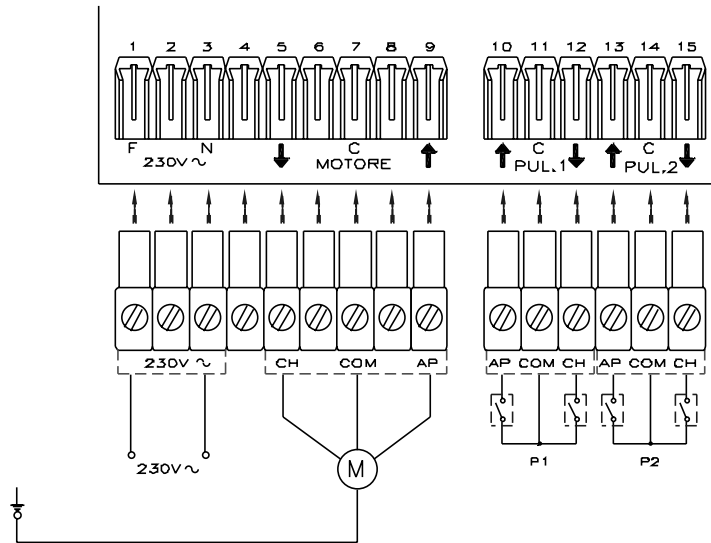 1 2 3 4 5 6 7 8 9 10 11 12 13 14 15
F N C C C
230V ~ MOTORE PUL.1 PUL.2
230V ~ CH COM AP AP COM CH AP COM CH
P1 P2
230V ~ M